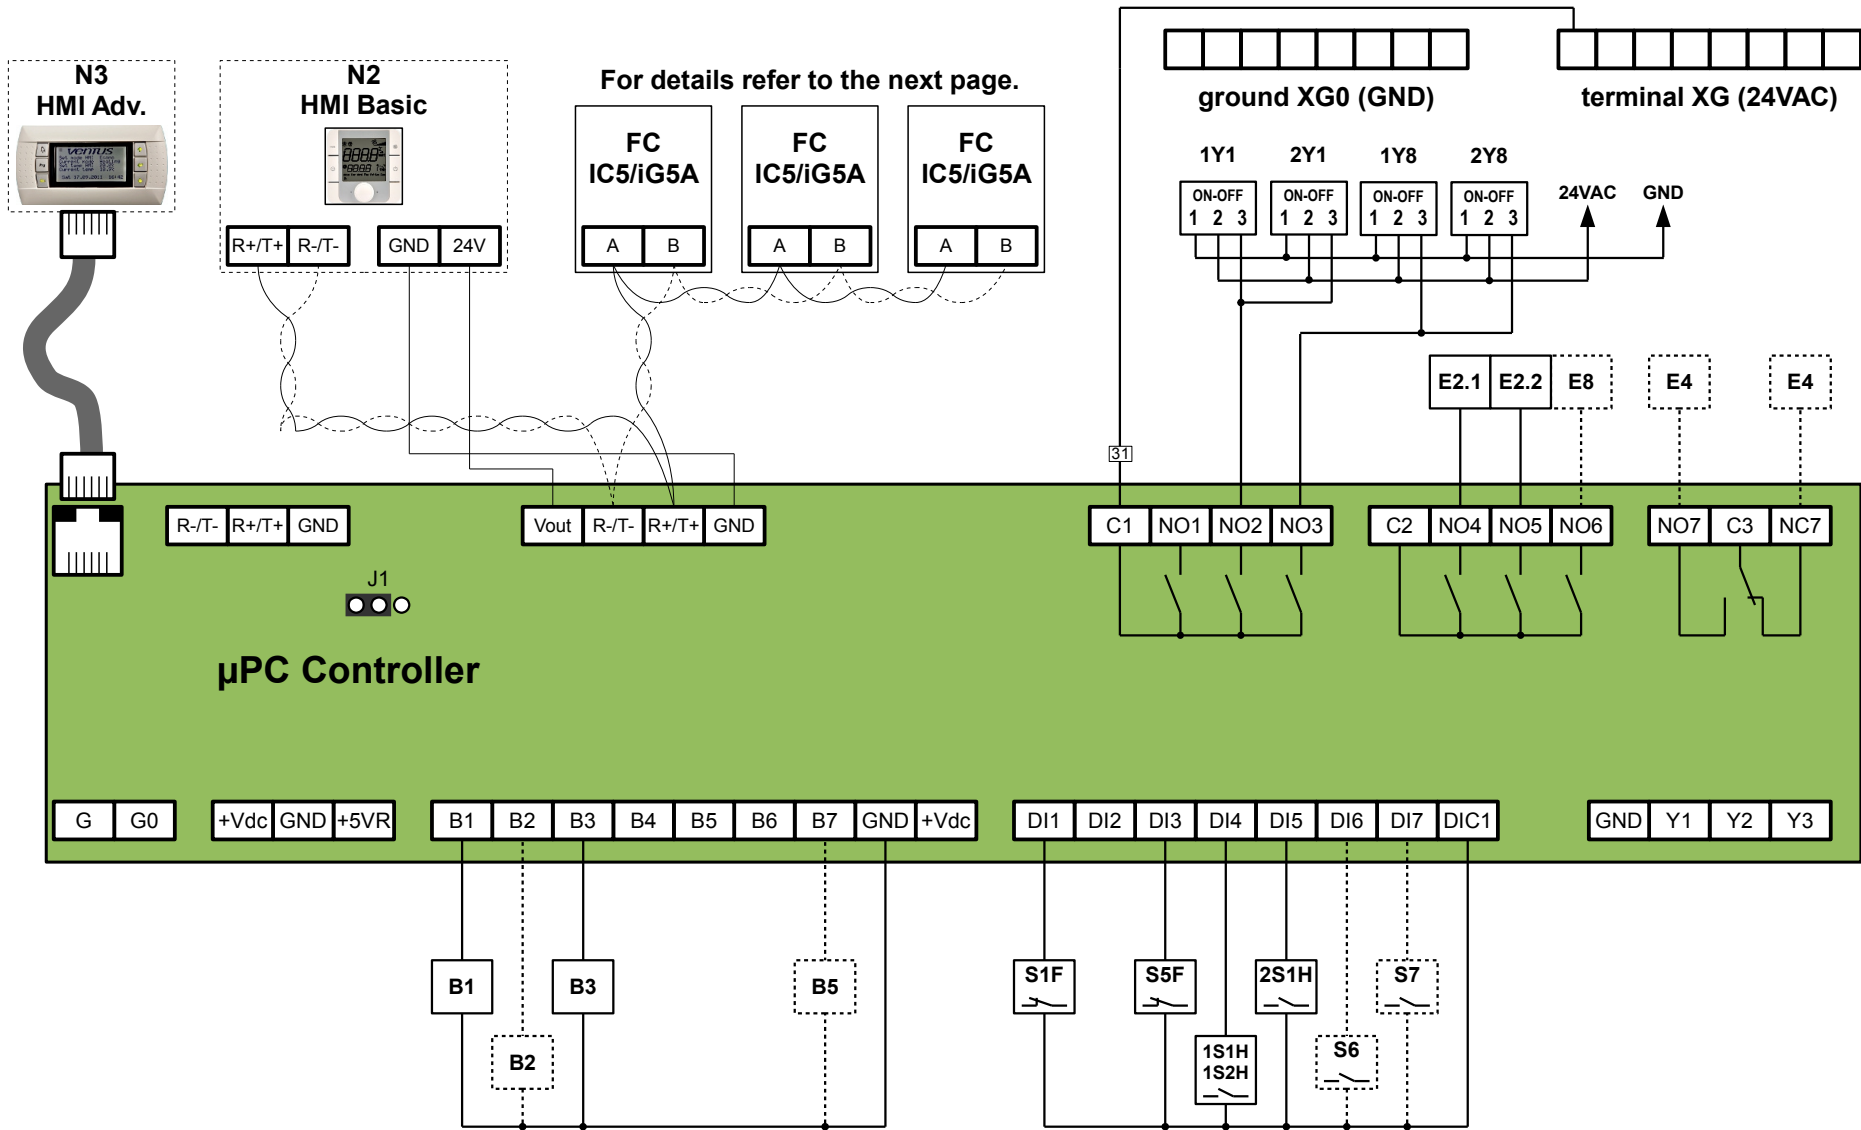 N3
HMI Adv.
N2
HMI Basic
For details refer to the next page.
ground XG0 (GND)
terminal XG (24VAC)
VENTUS
R+/T+ R-/T- GND 24V
FC
IC5/iG5A
A B
FC
IC5/iG5A
A B
FC
IC5/iG5A
A B
1Y1 2Y1 1Y8 2Y8
ON-OFF
1 2 3
ON-OFF
1 2 3
ON-OFF
1 2 3
ON-OFF
1 2 3
24VAC GND
E2.1 E2.2 E8 E4 E4
31
R-/T- R+/T+ GND
Vout R-/T- R+/T+ GND
C1 NO1 NO2 NO3
C2 NO4 NO5 NO6
NO7 C3 NC7
J1
µPC Controller
G G0
+Vdc GND +5VR
B1 B2 B3 B4 B5 B6 B7 GND +Vdc
DI1 DI2 DI3 DI4 DI5 DI6 DI7 DIC1
GND Y1 Y2 Y3
B1 B3 B5
S1F S5F 2S1H S7
B2
1S1H
1S2H
S6